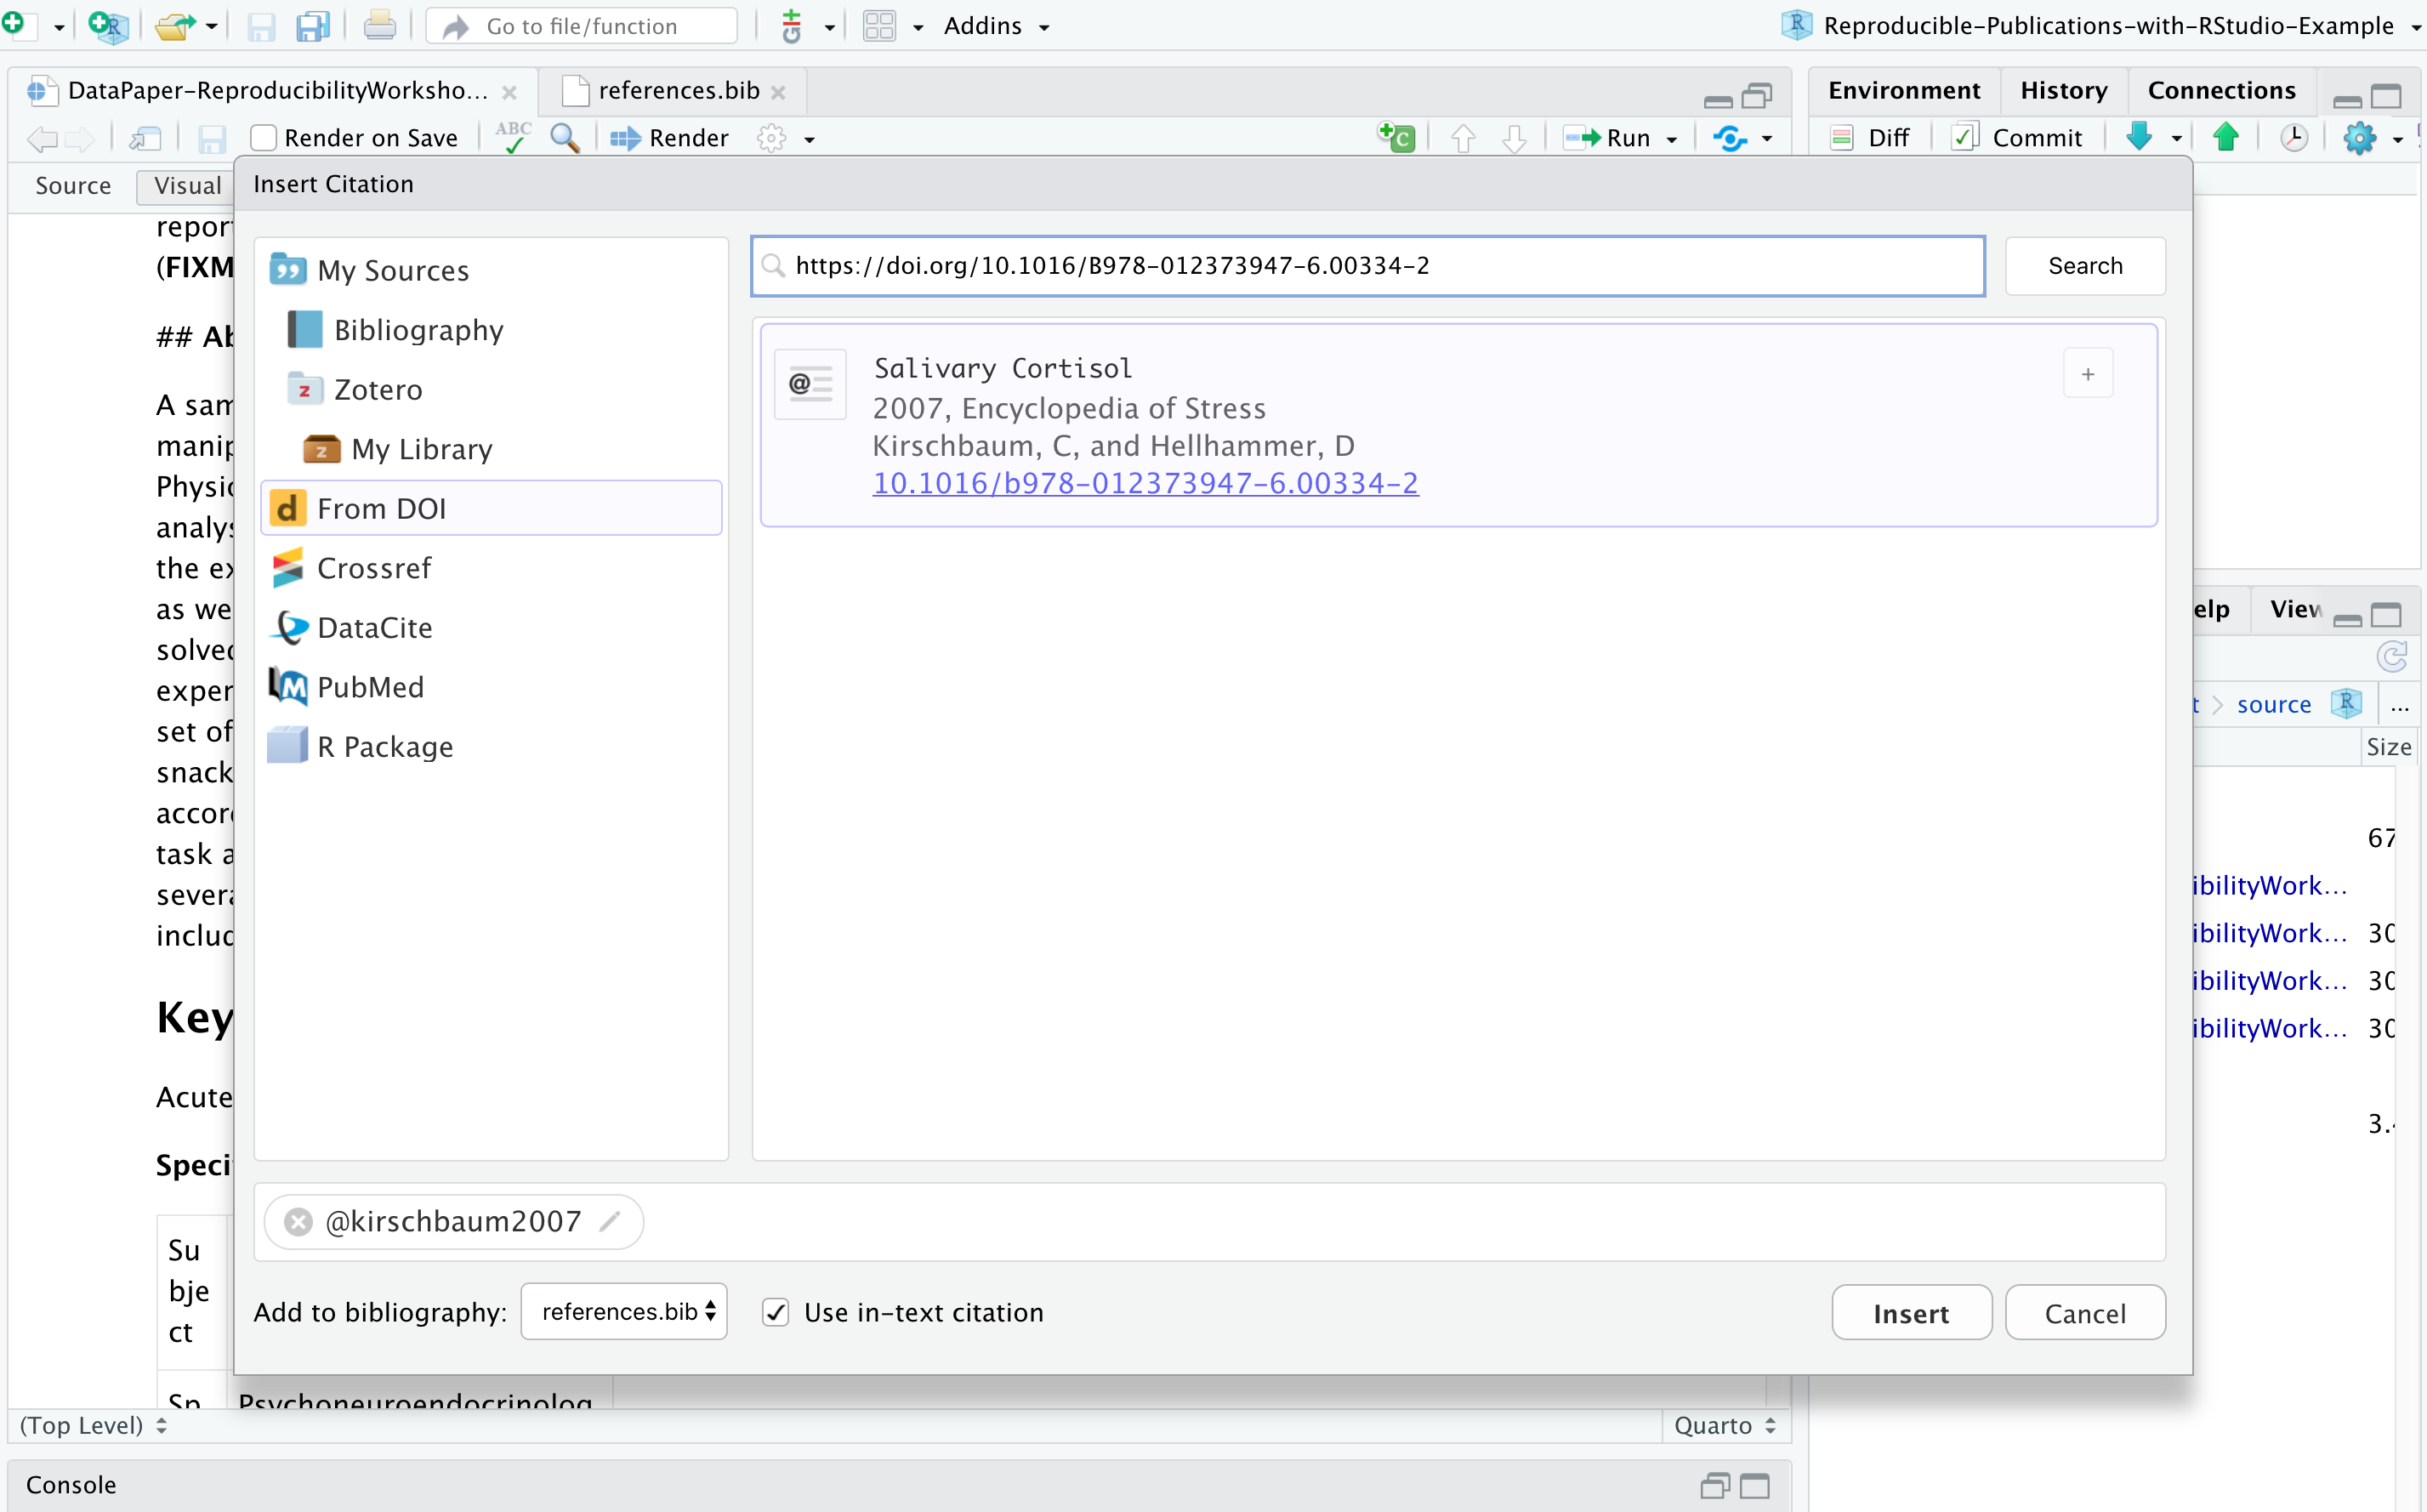 Go to file/function
Addins
Reproducible-Publications-with-RStudio-Example
DataPaper-ReproducibilityWorksho...
references.bib
Environment
History
Connections
Render on Save
ABC
Render
Run
Diff
Commit
Source
Visual
Insert Citation
repor
(FIXM
## Ab
A sam
manip
Physic
analys
the ex
as we
solved
exper
set of
snack
accord
task a
severa
includ
Key
Acute
Speci
Su
bje
ct
Sp
Psychoneuroendocrinolog
My Sources
Bibliography
Zotero
My Library
From DOI
Crossref
DataCite
PubMed
R Package
https://doi.org/10.1016/B978-012373947-6.00334-2
Search
Salivary Cortisol
2007, Encyclopedia of Stress
Kirschbaum, C, and Hellhammer, D
10.1016/b978-012373947-6.00334-2
+
@kirschbaum2007
Add to bibliography:
references.bib
Use in-text citation
Insert
Cancel
elp
View
t
source
...
Size
67
ibilityWork...
ibilityWork... 30
ibilityWork... 30
ibilityWork... 30
3.4
(Top Level)
Quarto
Console